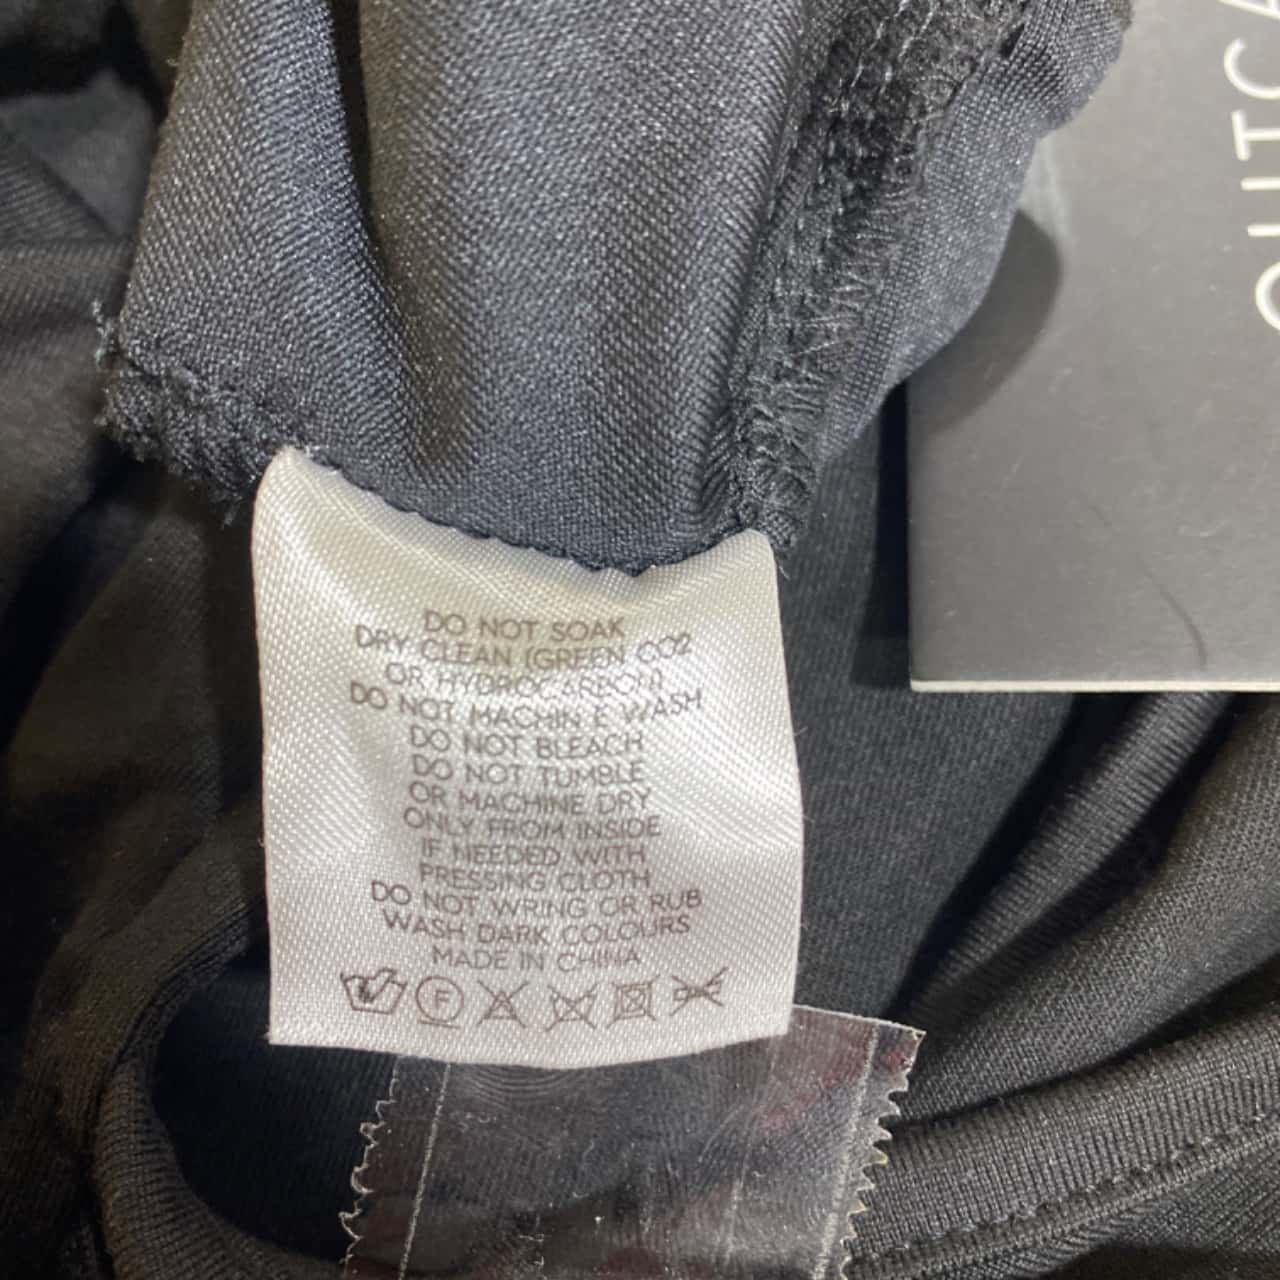 DO NOT SOAK
DRY CLEAN (GREEN CO2
OR HYDROCARBON)
DO NOT MACHIN E WASH
DO NOT BLEACH
DO NOT TUMBLE
OR MACHINE DRY
ONLY FROM INSIDE
IF NEEDED WITH
PRESSING CLOTH
DO NOT WRING OR RUB
WASH DARK COLOURS
MADE IN CHINA
F